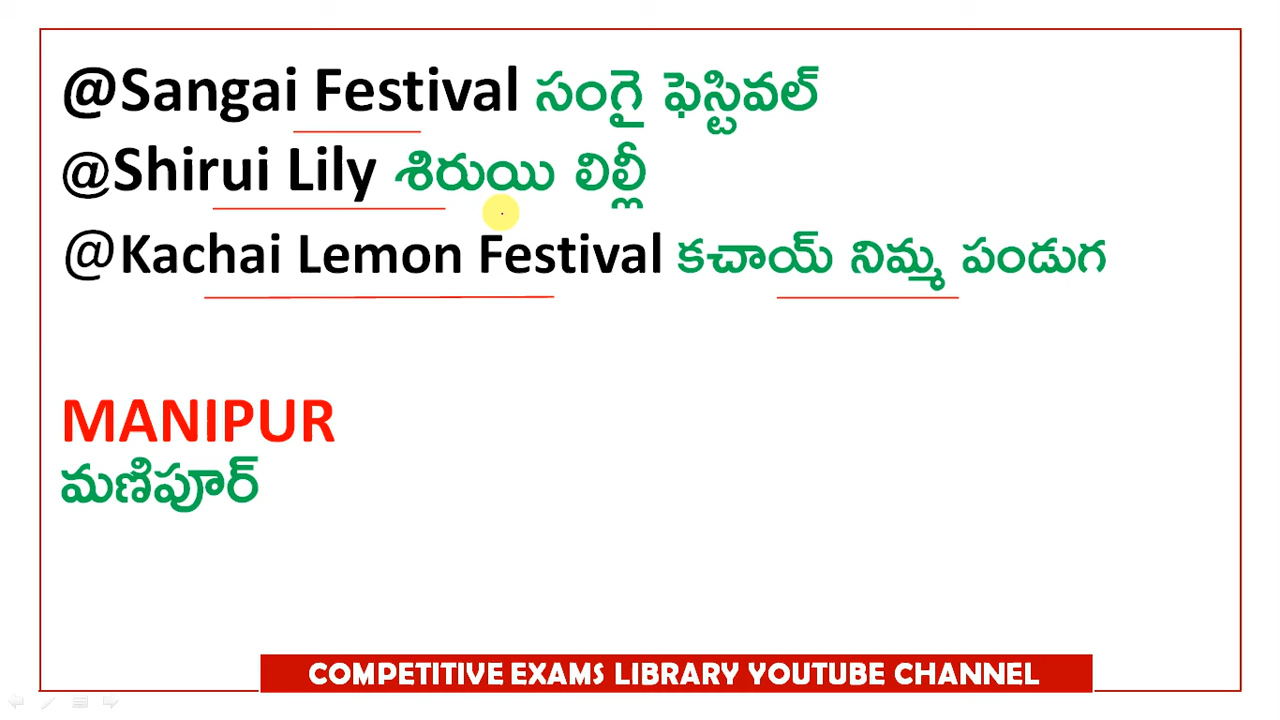 @Sangai Festival సంగై ఫెస్టివల్
@Shirui Lily శిరుయి లిల్లీ
@Kachai Lemon Festival కచాయ్ నిమ్మ పండుగ
MANIPUR
మణిపూర్
COMPETITIVE EXAMS LIBRARY YOUTUBE CHANNEL